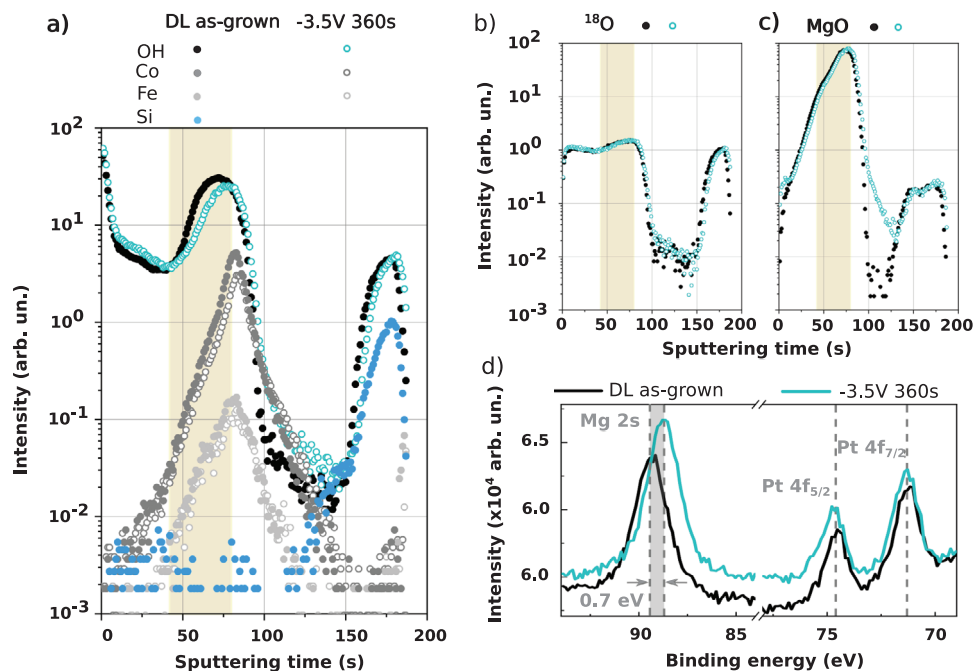 a) DL as-grown -3.5V 360s
OH
Co
Fe
Si
10²
10¹
10⁰
10⁻¹
10⁻²
10⁻³
0 50 100 150 200
Intensity (arb. un.)
Sputtering time (s)
b) ¹⁸O
c) MgO
10²
10¹
10⁰
10⁻¹
10⁻²
10⁻³
0 50 100 150 200
0 50 100 150 200
Intensity (arb. un.)
Sputtering time (s)
d)
DL as-grown -3.5V 360s
Mg 2s
Pt 4f₇/₂
Pt 4f₅/₂
0.7 eV
6.5
6.0
6.0
90 85 75 70
Intensity (x10⁴ arb. un.)
Binding energy (eV)